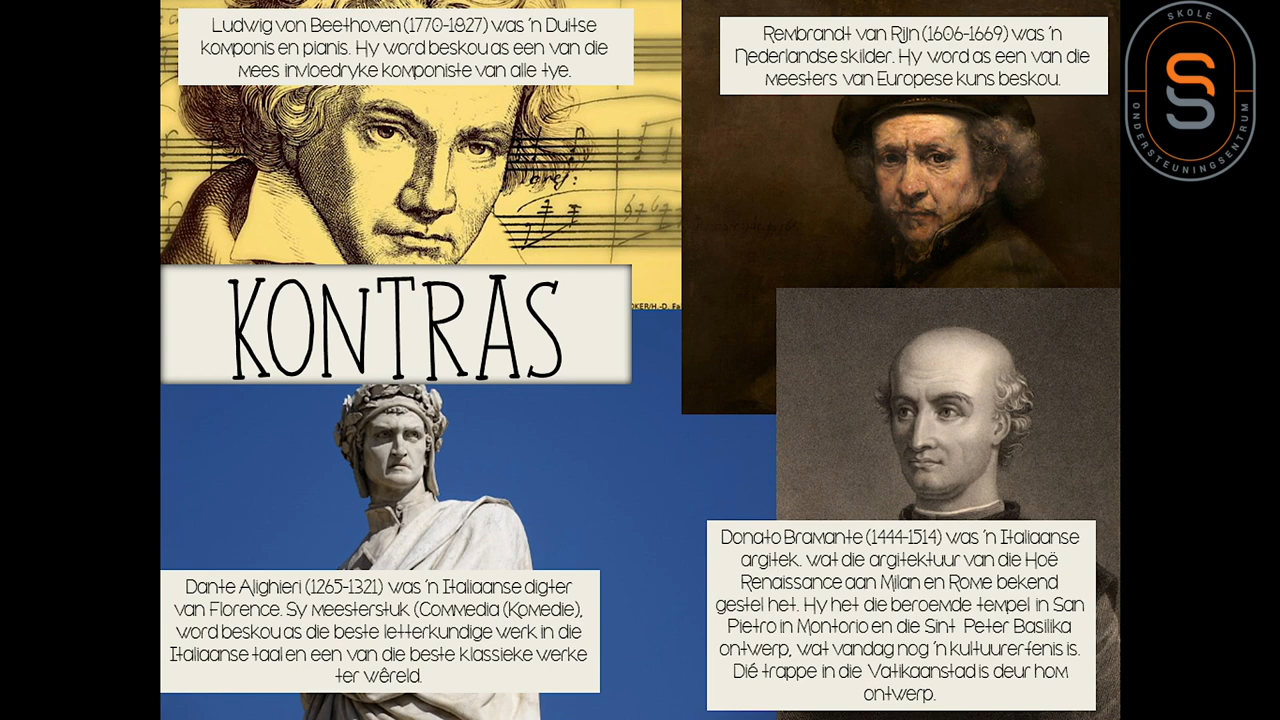 Ludwig von Beethoven (1770-1827) was 'n Duitse
komponis en pianis. Hy word beskou as een van die
mees invloedryke komponiste van alle tye.
Rembrandt van Rijn (1606-1669) was 'n
Nederlandse skilder. Hy word as een van die
meesters van Europese kuns beskou.
SKOLE
ONDERSTEUNINGSENTRUM
KONTRAS
Dante Alighieri (1265-1321) was 'n Italiaanse digter
van Florence. Sy meesterstuk (Commedia (Komedie),
word beskou as die beste letterkundige werk in die
Italiaanse taal en een van die beste klassieke werke
ter wêreld.
Donato Bramante (1444-1514) was 'n Italiaanse
argitek. wat die argitektuur van die Hoë
Renaissance aan Milan en Rome bekend
gestel het. Hy het die beroemde tempel in San
Pietro in Montorio en die Sint Peter Basilika
ontwerp, wat vandag nog 'n kultuurerfenis is.
Dié trappe in die Vatikaanstad is deur hom
ontwerp.